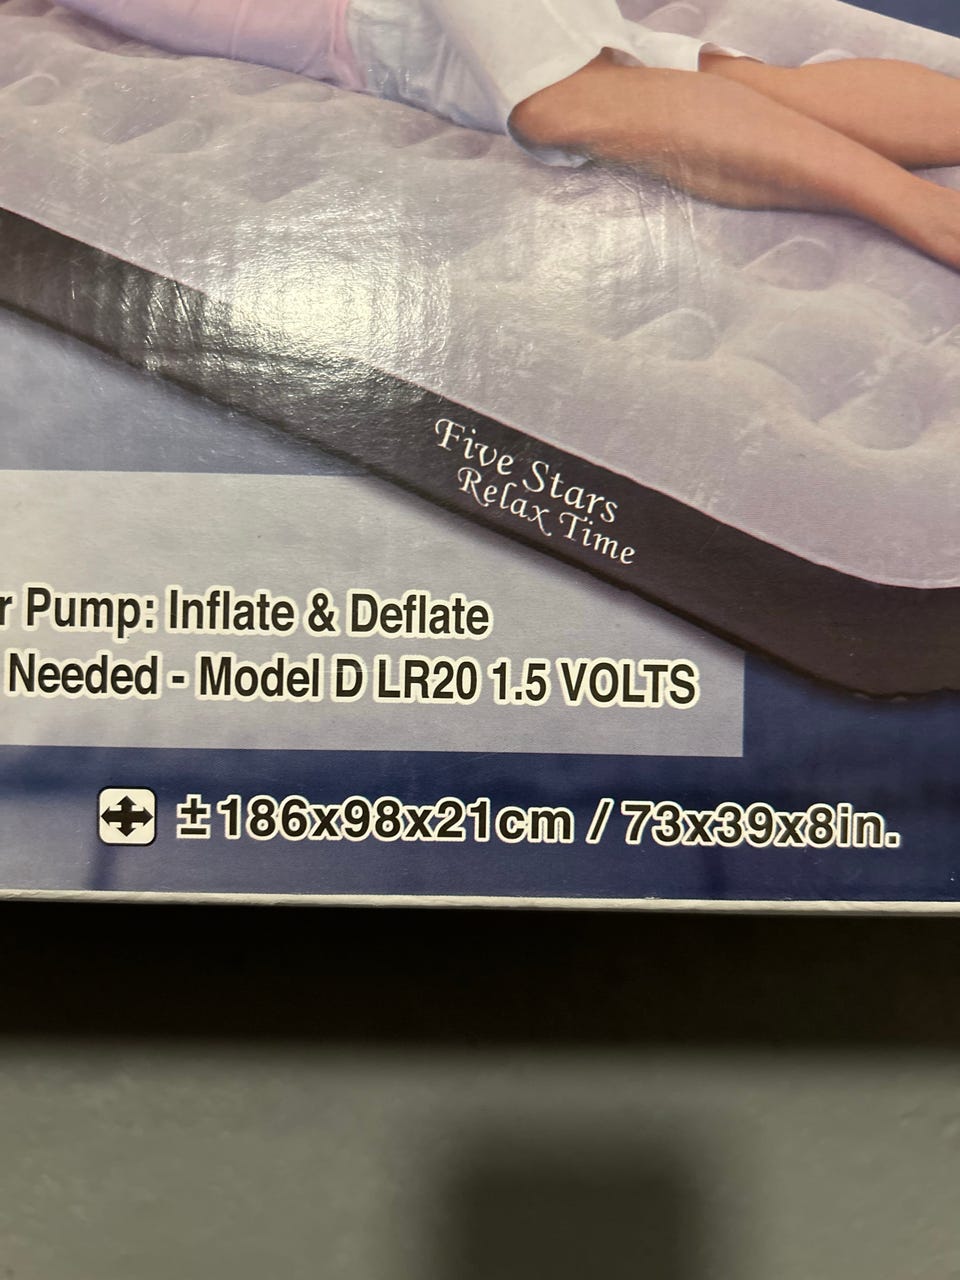 Five Stars
Relax Time
r Pump: Inflate & Deflate
Needed - Model D LR20 1.5 VOLTS
±186x98x21cm / 73x39x8in.